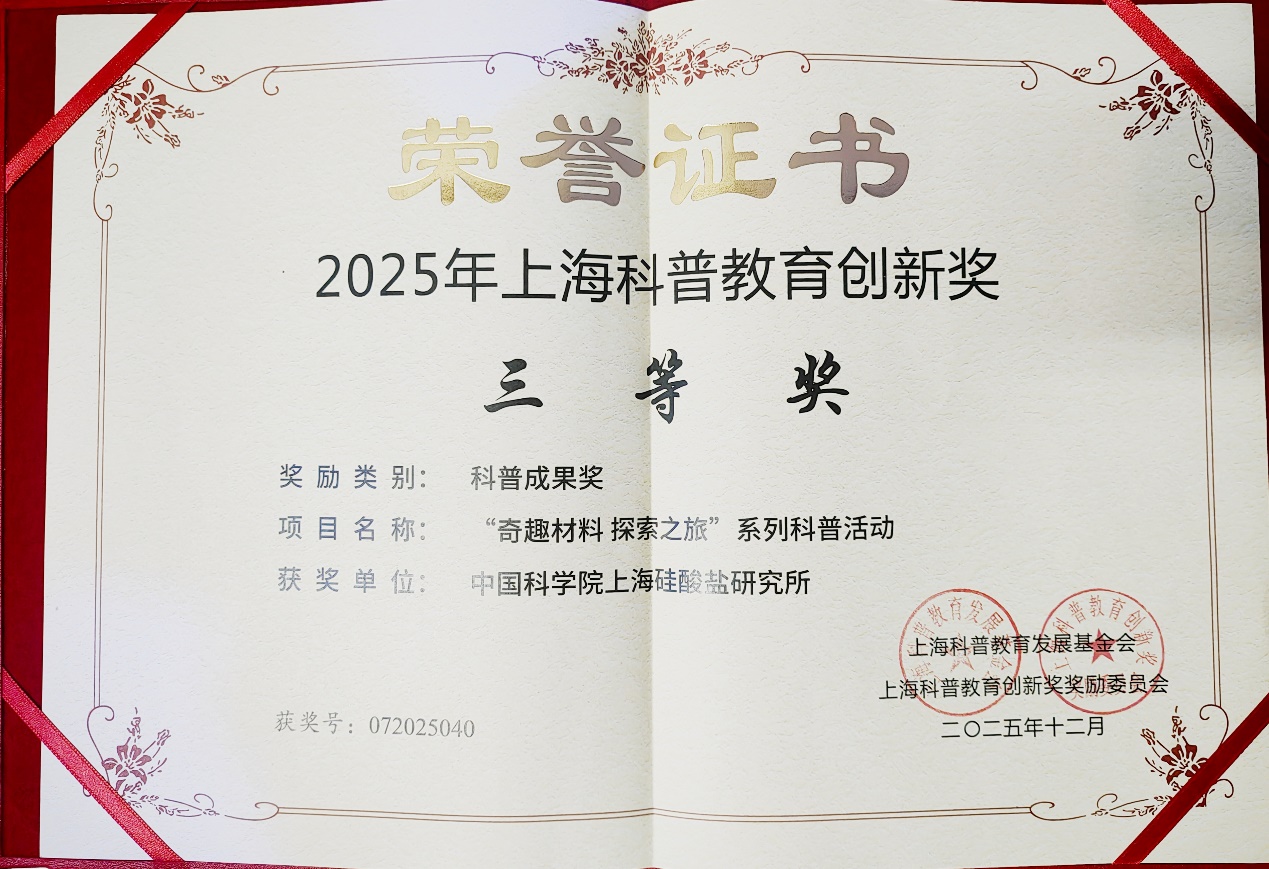 荣誉证书
2025年上海科普教育创新奖
三等奖
奖励类别： 科普成果奖
项目名称： “奇趣材料 探索之旅”系列科普活动
获奖单位： 中国科学院上海硅酸盐研究所
上海科普教育发展基金会
上海科普教育创新奖奖励委员会
二〇二五年十二月
获奖号：072025040